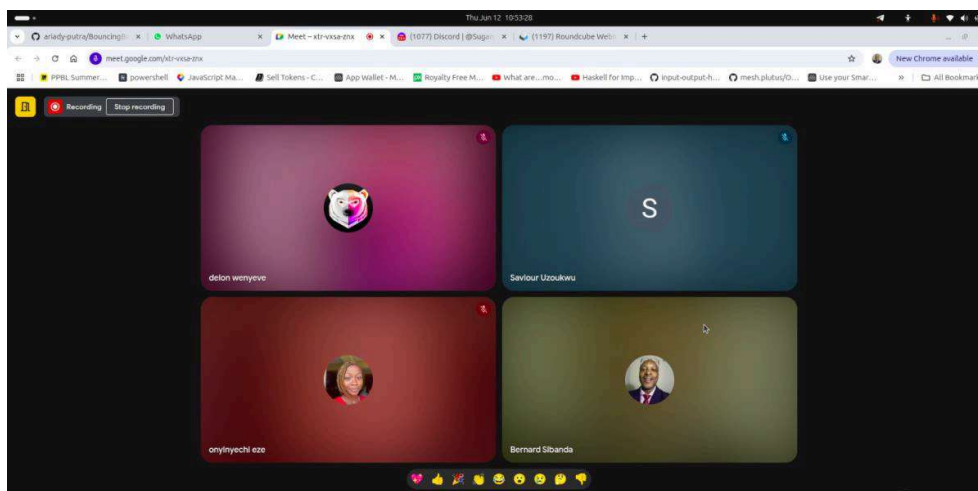 Thu Jun 12 10:53:28
ariady-putra/BouncingB
WhatsApp
Meet – xtr-vxsa-znx
(1077) Discord | @Sugan
(1197) Roundcube Webm
meet.google.com/xtr-vxsa-znx
New Chrome available
PPBL Summer...
powershell
JavaScript Ma...
Sell Tokens - C...
App Wallet - M...
Royalty Free M...
What are...mo...
Haskell for Imp...
input-output-h...
mesh.plutus/O...
Use your Smar...
All Bookmark
Recording
Stop recording
S
delon wenyeve
Saviour Uzoukwu
onyinyechi eze
Bernard Sibanda